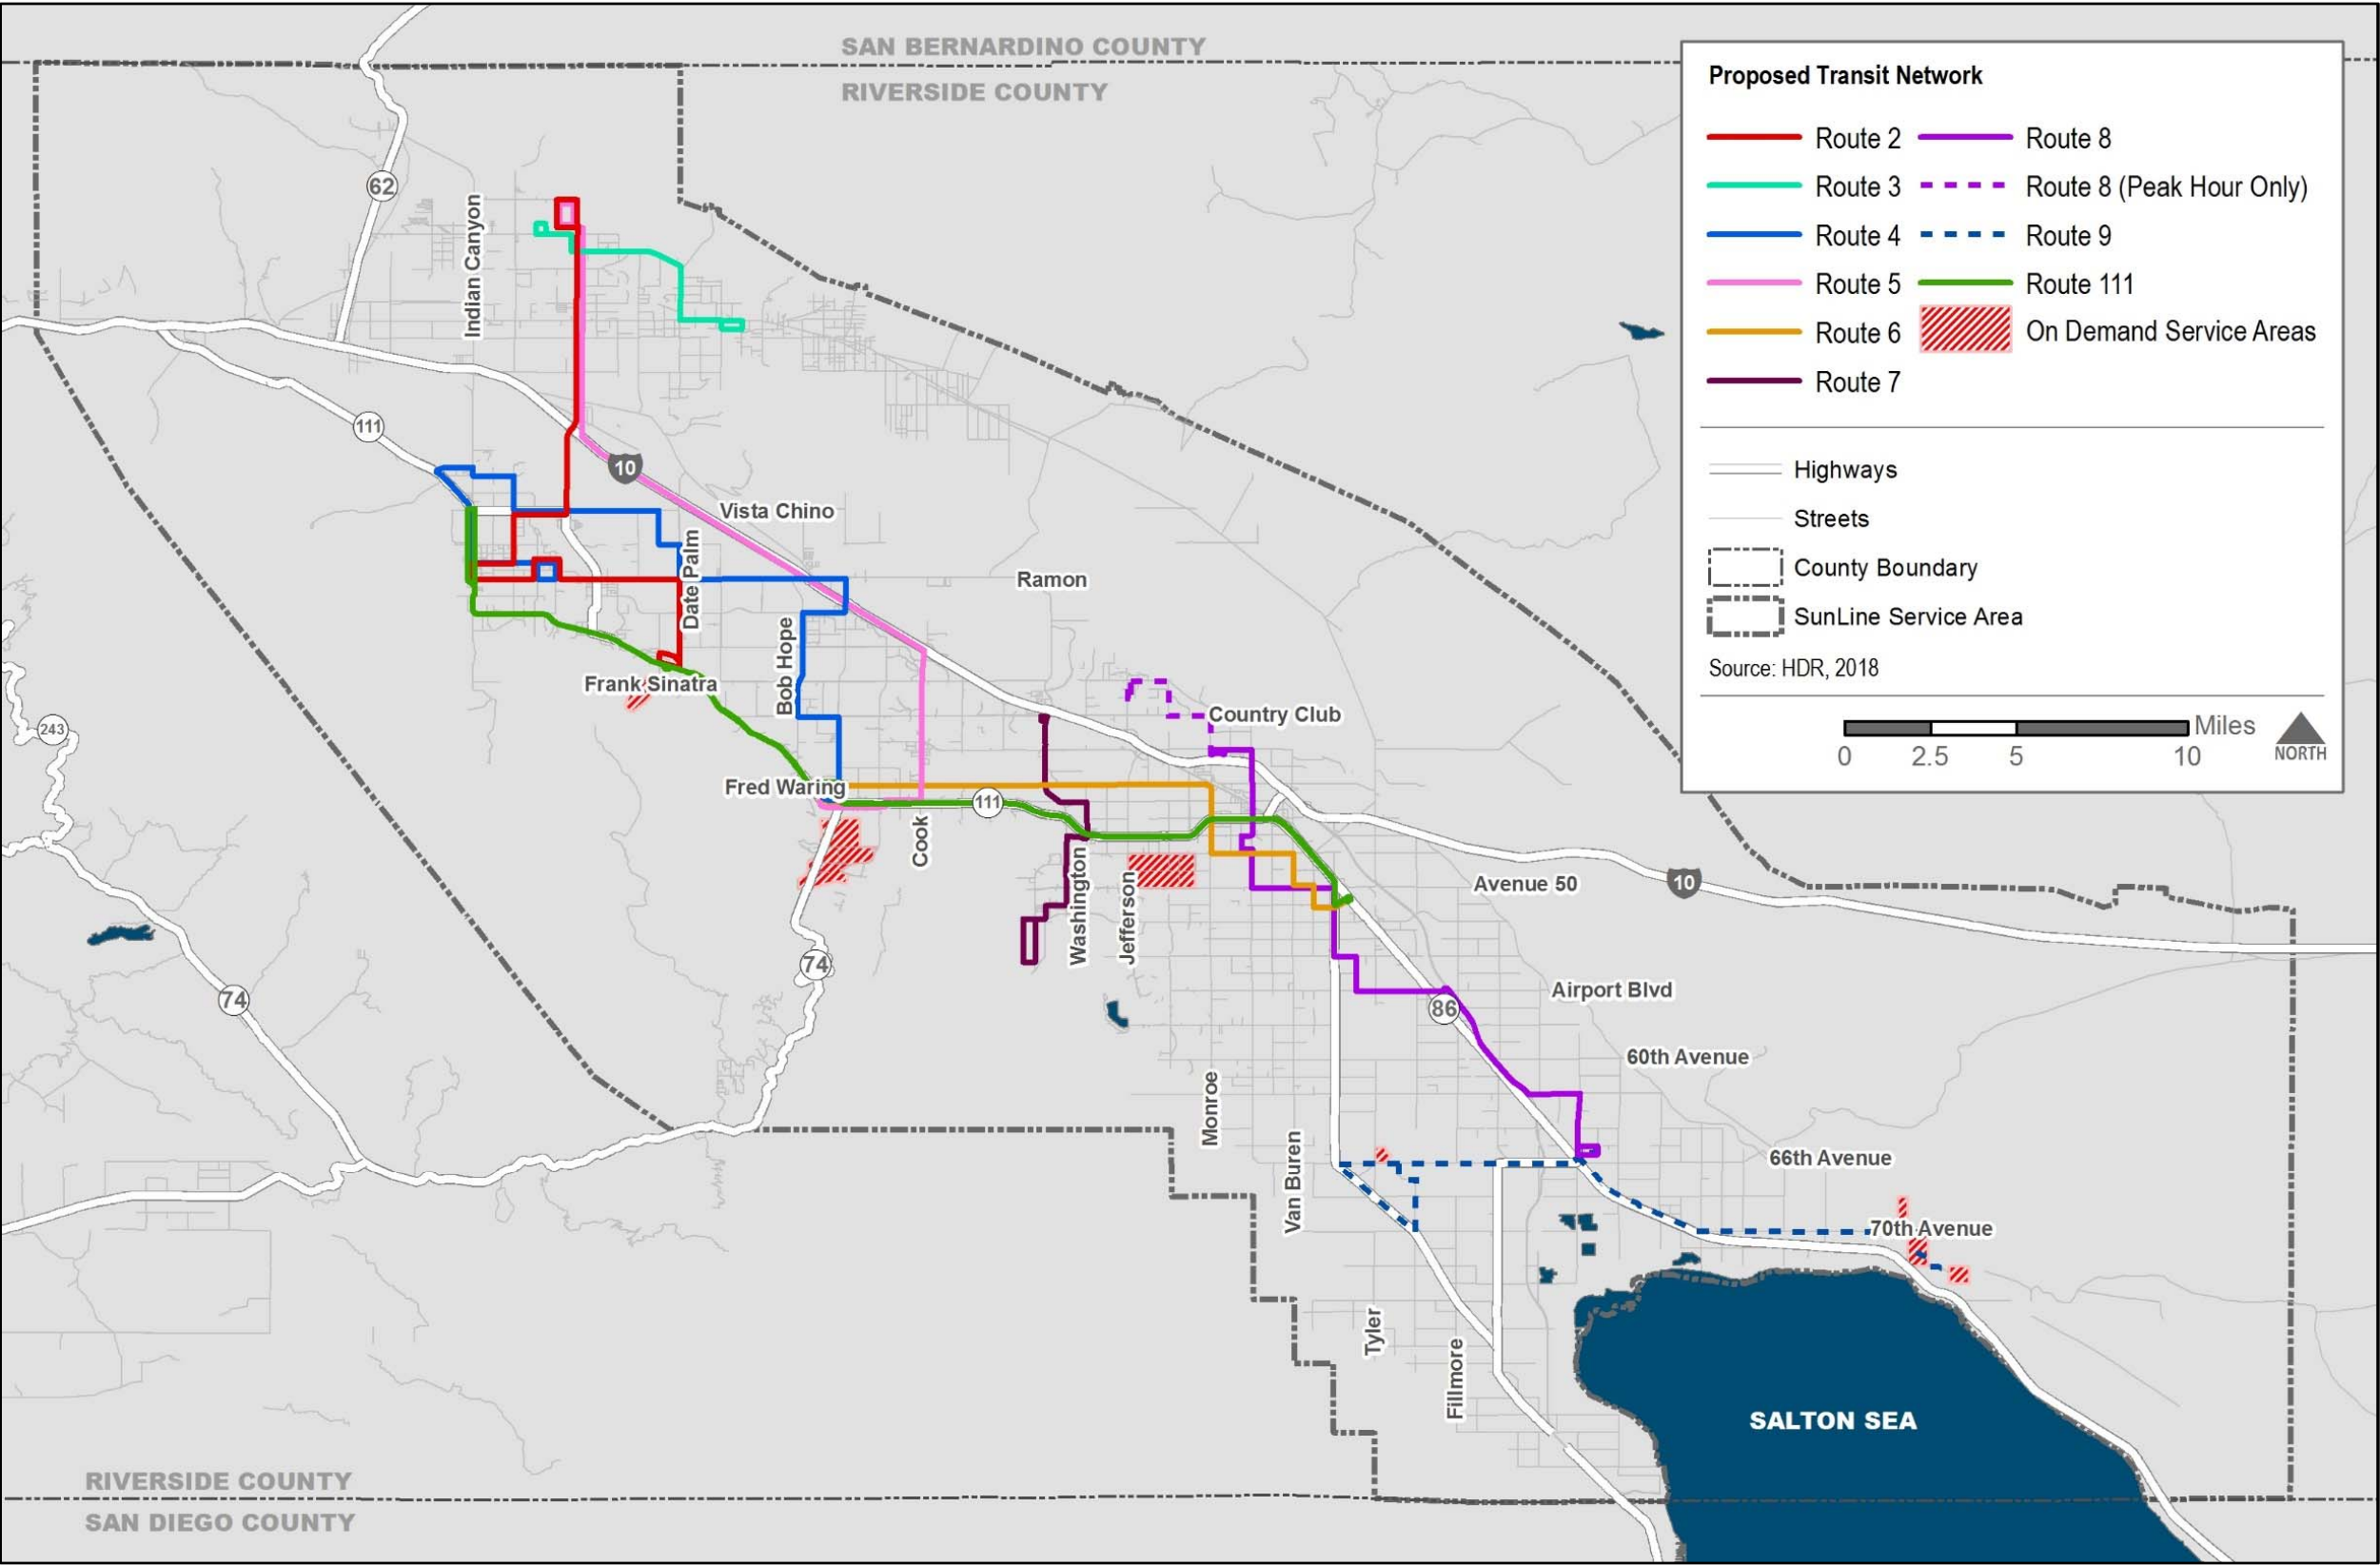 SAN BERNARDINO COUNTY
RIVERSIDE COUNTY
Proposed Transit Network
Route 2
Route 8
Route 3
Route 8 (Peak Hour Only)
Route 4
Route 9
Route 5
Route 111
Route 6
On Demand Service Areas
Route 7
Highways
Streets
County Boundary
SunLine Service Area
Source: HDR, 2018
Miles
0 2.5 5 10
NORTH
62
Indian Canyon
111
10
Vista Chino
Date Palm
Ramon
Bob Hope
Frank Sinatra
243
Country Club
Fred Waring
111
Cook
Washington
Jefferson
Avenue 50
10
74
74
Airport Blvd
86
60th Avenue
Monroe
Van Buren
66th Avenue
70th Avenue
Tyler
Fillmore
SALTON SEA
RIVERSIDE COUNTY
SAN DIEGO COUNTY